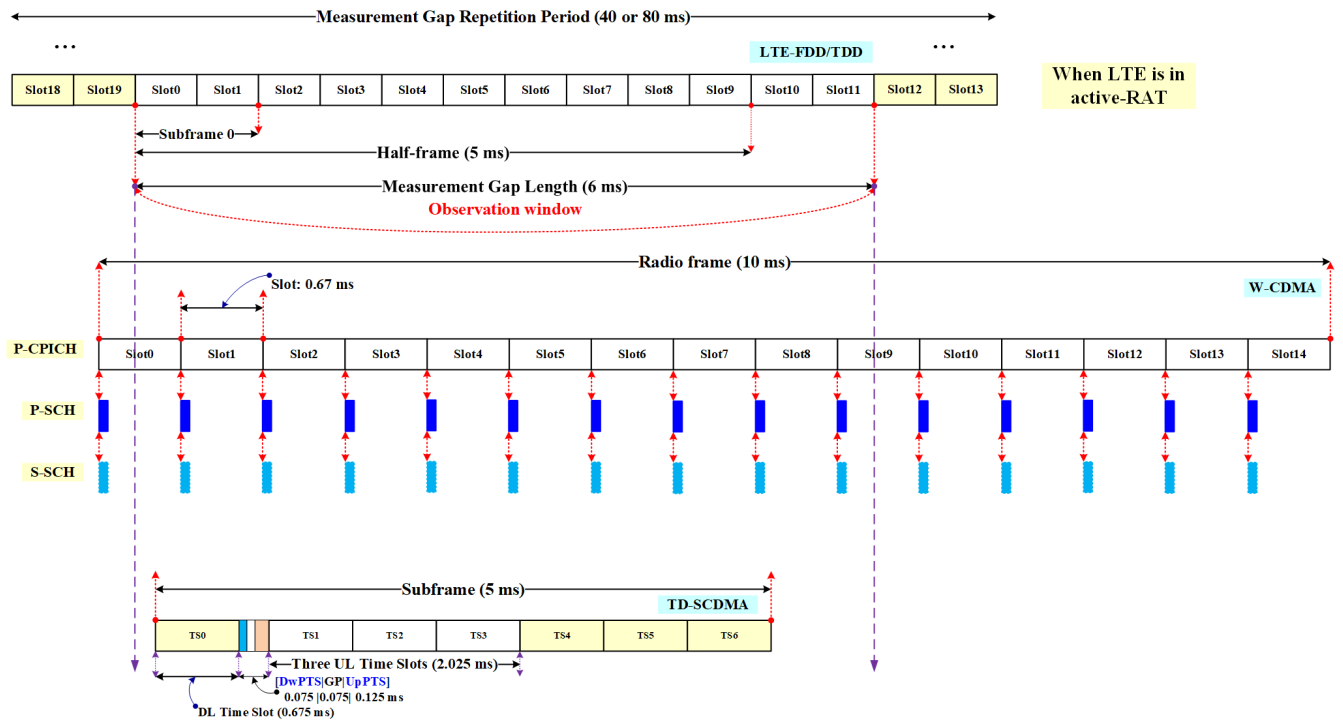 Measurement Gap Repetition Period (40 or 80 ms)
... ...
LTE-FDD/TDD
Slot18 Slot19 Slot0 Slot1 Slot2 Slot3 Slot4 Slot5 Slot6 Slot7 Slot8 Slot9 Slot10 Slot11 Slot12 Slot13
When LTE is in
active-RAT
Subframe 0
Half-frame (5 ms)
Measurement Gap Length (6 ms)
Observation window
Radio frame (10 ms)
Slot: 0.67 ms
W-CDMA
P-CPICH
Slot0 Slot1 Slot2 Slot3 Slot4 Slot5 Slot6 Slot7 Slot8 Slot9 Slot10 Slot11 Slot12 Slot13 Slot14
P-SCH
S-SCH
Subframe (5 ms)
TD-SCDMA
TS0 TS1 TS2 TS3 TS4 TS5 TS6
Three UL Time Slots (2.025 ms)
[DwPTS|GP|UpPTS]
0.075 |0.075| 0.125 ms
DL Time Slot (0.675 ms)